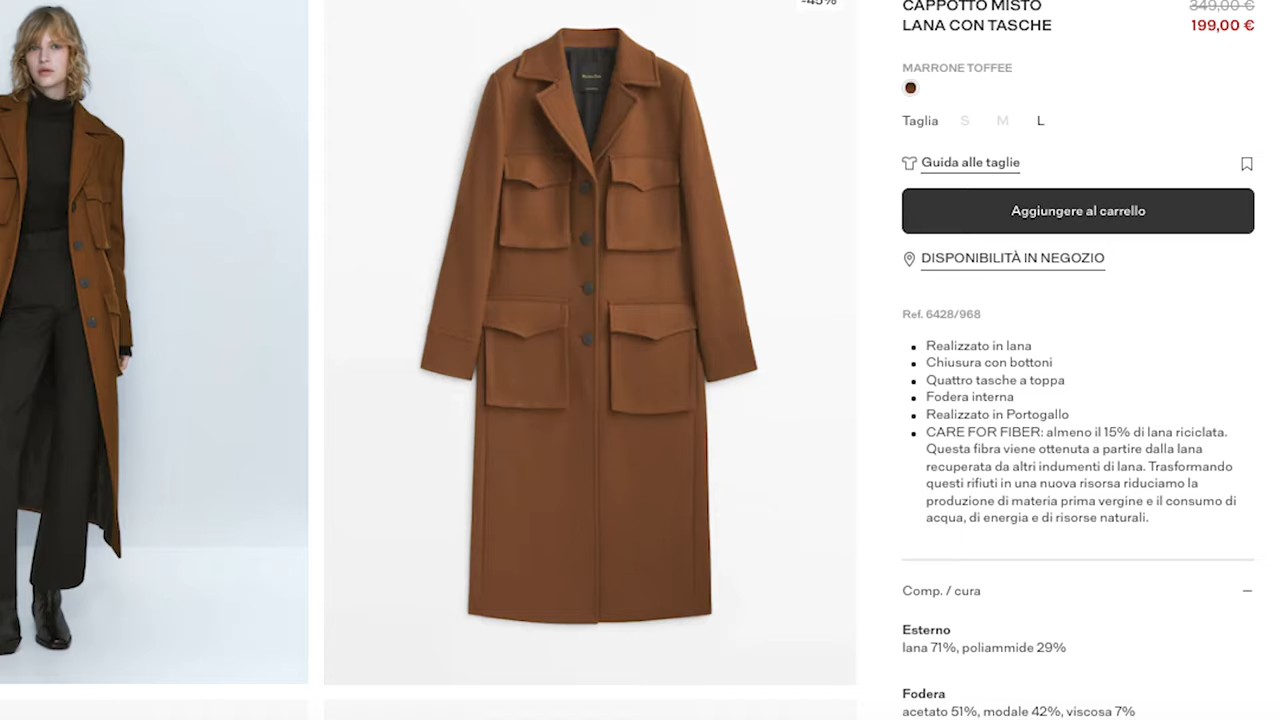 -45%
CAPPOTTO MISTO
LANA CON TASCHE
349,00 €
199,00 €
MARRONE TOFFEE
Taglia S M L
Guida alle taglie
Aggiungere al carrello
DISPONIBILITÀ IN NEGOZIO
Ref. 6428/968
Realizzato in lana
Chiusura con bottoni
Quattro tasche a toppa
Fodera interna
Realizzato in Portogallo
CARE FOR FIBER: almeno il 15% di lana riciclata.
Questa fibra viene ottenuta a partire dalla lana
recuperata da altri indumenti di lana. Trasformando
questi rifiuti in una nuova risorsa riduciamo la
produzione di materia prima vergine e il consumo di
acqua, di energia e di risorse naturali.
Comp. / cura
Esterno
lana 71%, poliammide 29%
Fodera
acetato 51%, modale 42%, viscosa 7%